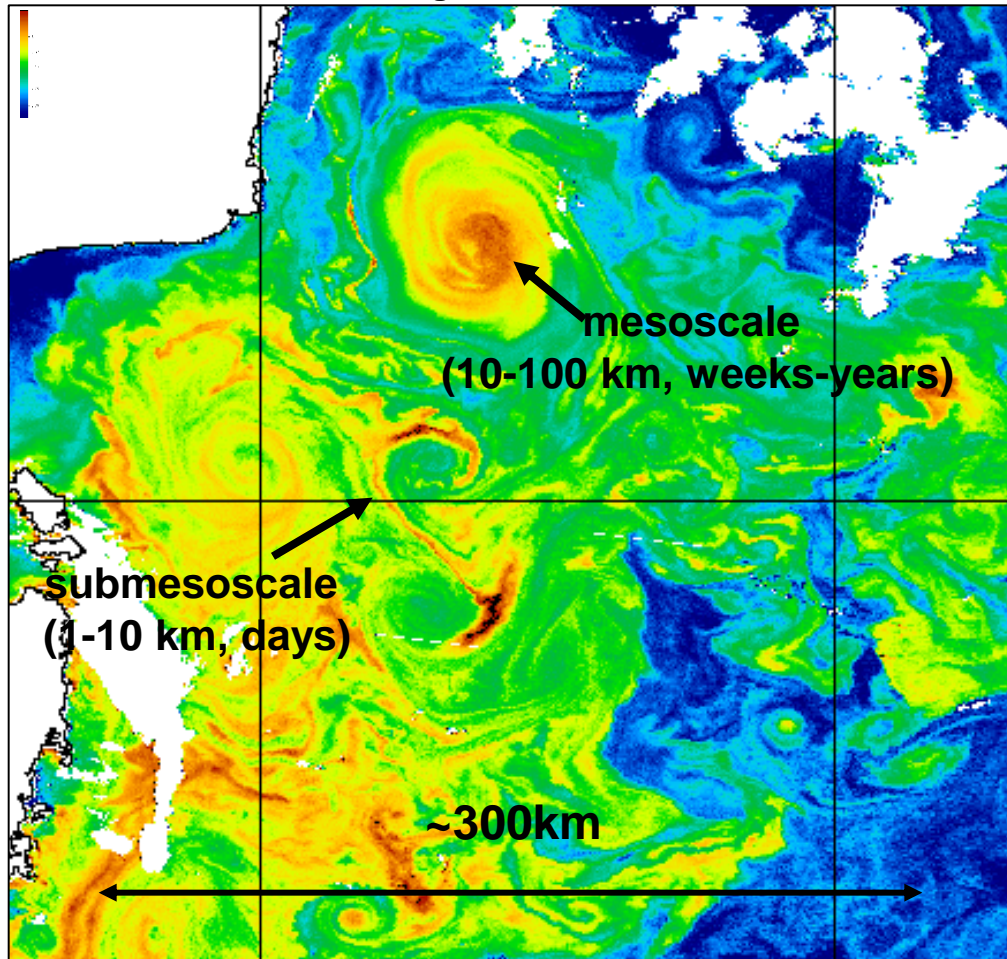 mesoscale
(10-100 km, weeks-years)
submesoscale
(1-10 km, days)
~300km